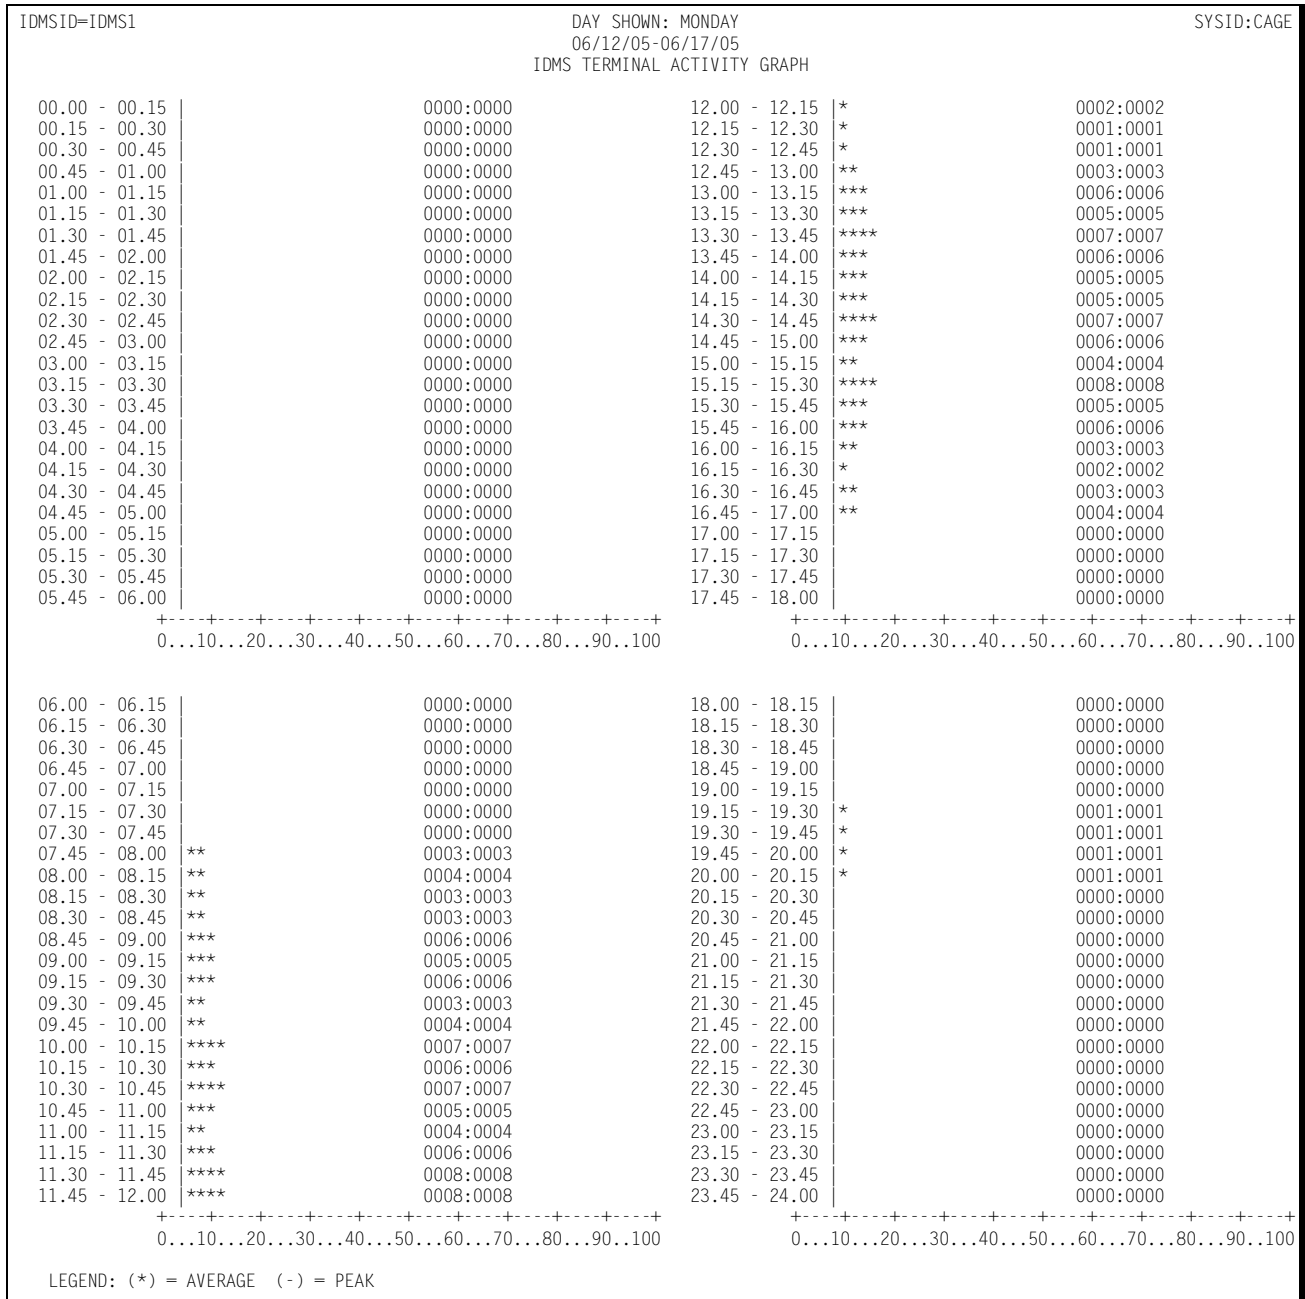 IDMSID=IDMS1 DAY SHOWN: MONDAY SYSID:CAGE
06/12/05-06/17/05
IDMS TERMINAL ACTIVITY GRAPH
00.00 - 00.15 | 0000:0000 12.00 - 12.15 |* 0002:0002
00.15 - 00.30 | 0000:0000 12.15 - 12.30 |* 0001:0001
00.30 - 00.45 | 0000:0000 12.30 - 12.45 |* 0001:0001
00.45 - 01.00 | 0000:0000 12.45 - 13.00 |** 0003:0003
01.00 - 01.15 | 0000:0000 13.00 - 13.15 |*** 0006:0006
01.15 - 01.30 | 0000:0000 13.15 - 13.30 |*** 0005:0005
01.30 - 01.45 | 0000:0000 13.30 - 13.45 |**** 0007:0007
01.45 - 02.00 | 0000:0000 13.45 - 14.00 |*** 0006:0006
02.00 - 02.15 | 0000:0000 14.00 - 14.15 |*** 0005:0005
02.15 - 02.30 | 0000:0000 14.15 - 14.30 |*** 0005:0005
02.30 - 02.45 | 0000:0000 14.30 - 14.45 |**** 0007:0007
02.45 - 03.00 | 0000:0000 14.45 - 15.00 |*** 0006:0006
03.00 - 03.15 | 0000:0000 15.00 - 15.15 |** 0004:0004
03.15 - 03.30 | 0000:0000 15.15 - 15.30 |**** 0008:0008
03.30 - 03.45 | 0000:0000 15.30 - 15.45 |*** 0005:0005
03.45 - 04.00 | 0000:0000 15.45 - 16.00 |*** 0006:0006
04.00 - 04.15 | 0000:0000 16.00 - 16.15 |** 0003:0003
04.15 - 04.30 | 0000:0000 16.15 - 16.30 |* 0002:0002
04.30 - 04.45 | 0000:0000 16.30 - 16.45 |** 0003:0003
04.45 - 05.00 | 0000:0000 16.45 - 17.00 |** 0004:0004
05.00 - 05.15 | 0000:0000 17.00 - 17.15 | 0000:0000
05.15 - 05.30 | 0000:0000 17.15 - 17.30 | 0000:0000
05.30 - 05.45 | 0000:0000 17.30 - 17.45 | 0000:0000
05.45 - 06.00 | 0000:0000 17.45 - 18.00 | 0000:0000
+----+----+----+----+----+----+----+----+----+----+ +----+----+----+----+----+----+----+----+----+----+
0...10...20...30...40...50...60...70...80...90..100 0...10...20...30...40...50...60...70...80...90..100
06.00 - 06.15 | 0000:0000 18.00 - 18.15 | 0000:0000
06.15 - 06.30 | 0000:0000 18.15 - 18.30 | 0000:0000
06.30 - 06.45 | 0000:0000 18.30 - 18.45 | 0000:0000
06.45 - 07.00 | 0000:0000 18.45 - 19.00 | 0000:0000
07.00 - 07.15 | 0000:0000 19.00 - 19.15 | 0000:0000
07.15 - 07.30 | 0000:0000 19.15 - 19.30 |* 0001:0001
07.30 - 07.45 | 0000:0000 19.30 - 19.45 |* 0001:0001
07.45 - 08.00 |** 0003:0003 19.45 - 20.00 |* 0001:0001
08.00 - 08.15 |** 0004:0004 20.00 - 20.15 |* 0001:0001
08.15 - 08.30 |** 0003:0003 20.15 - 20.30 | 0000:0000
08.30 - 08.45 |** 0003:0003 20.30 - 20.45 | 0000:0000
08.45 - 09.00 |*** 0006:0006 20.45 - 21.00 | 0000:0000
09.00 - 09.15 |*** 0005:0005 21.00 - 21.15 | 0000:0000
09.15 - 09.30 |*** 0006:0006 21.15 - 21.30 | 0000:0000
09.30 - 09.45 |** 0003:0003 21.30 - 21.45 | 0000:0000
09.45 - 10.00 |** 0004:0004 21.45 - 22.00 | 0000:0000
10.00 - 10.15 |**** 0007:0007 22.00 - 22.15 | 0000:0000
10.15 - 10.30 |*** 0006:0006 22.15 - 22.30 | 0000:0000
10.30 - 10.45 |**** 0007:0007 22.30 - 22.45 | 0000:0000
10.45 - 11.00 |*** 0005:0005 22.45 - 23.00 | 0000:0000
11.00 - 11.15 |** 0004:0004 23.00 - 23.15 | 0000:0000
11.15 - 11.30 |*** 0006:0006 23.15 - 23.30 | 0000:0000
11.30 - 11.45 |**** 0008:0008 23.30 - 23.45 | 0000:0000
11.45 - 12.00 |**** 0008:0008 23.45 - 24.00 | 0000:0000
+----+----+----+----+----+----+----+----+----+----+ +----+----+----+----+----+----+----+----+----+----+
0...10...20...30...40...50...60...70...80...90..100 0...10...20...30...40...50...60...70...80...90..100
LEGEND: (*) = AVERAGE (-) = PEAK